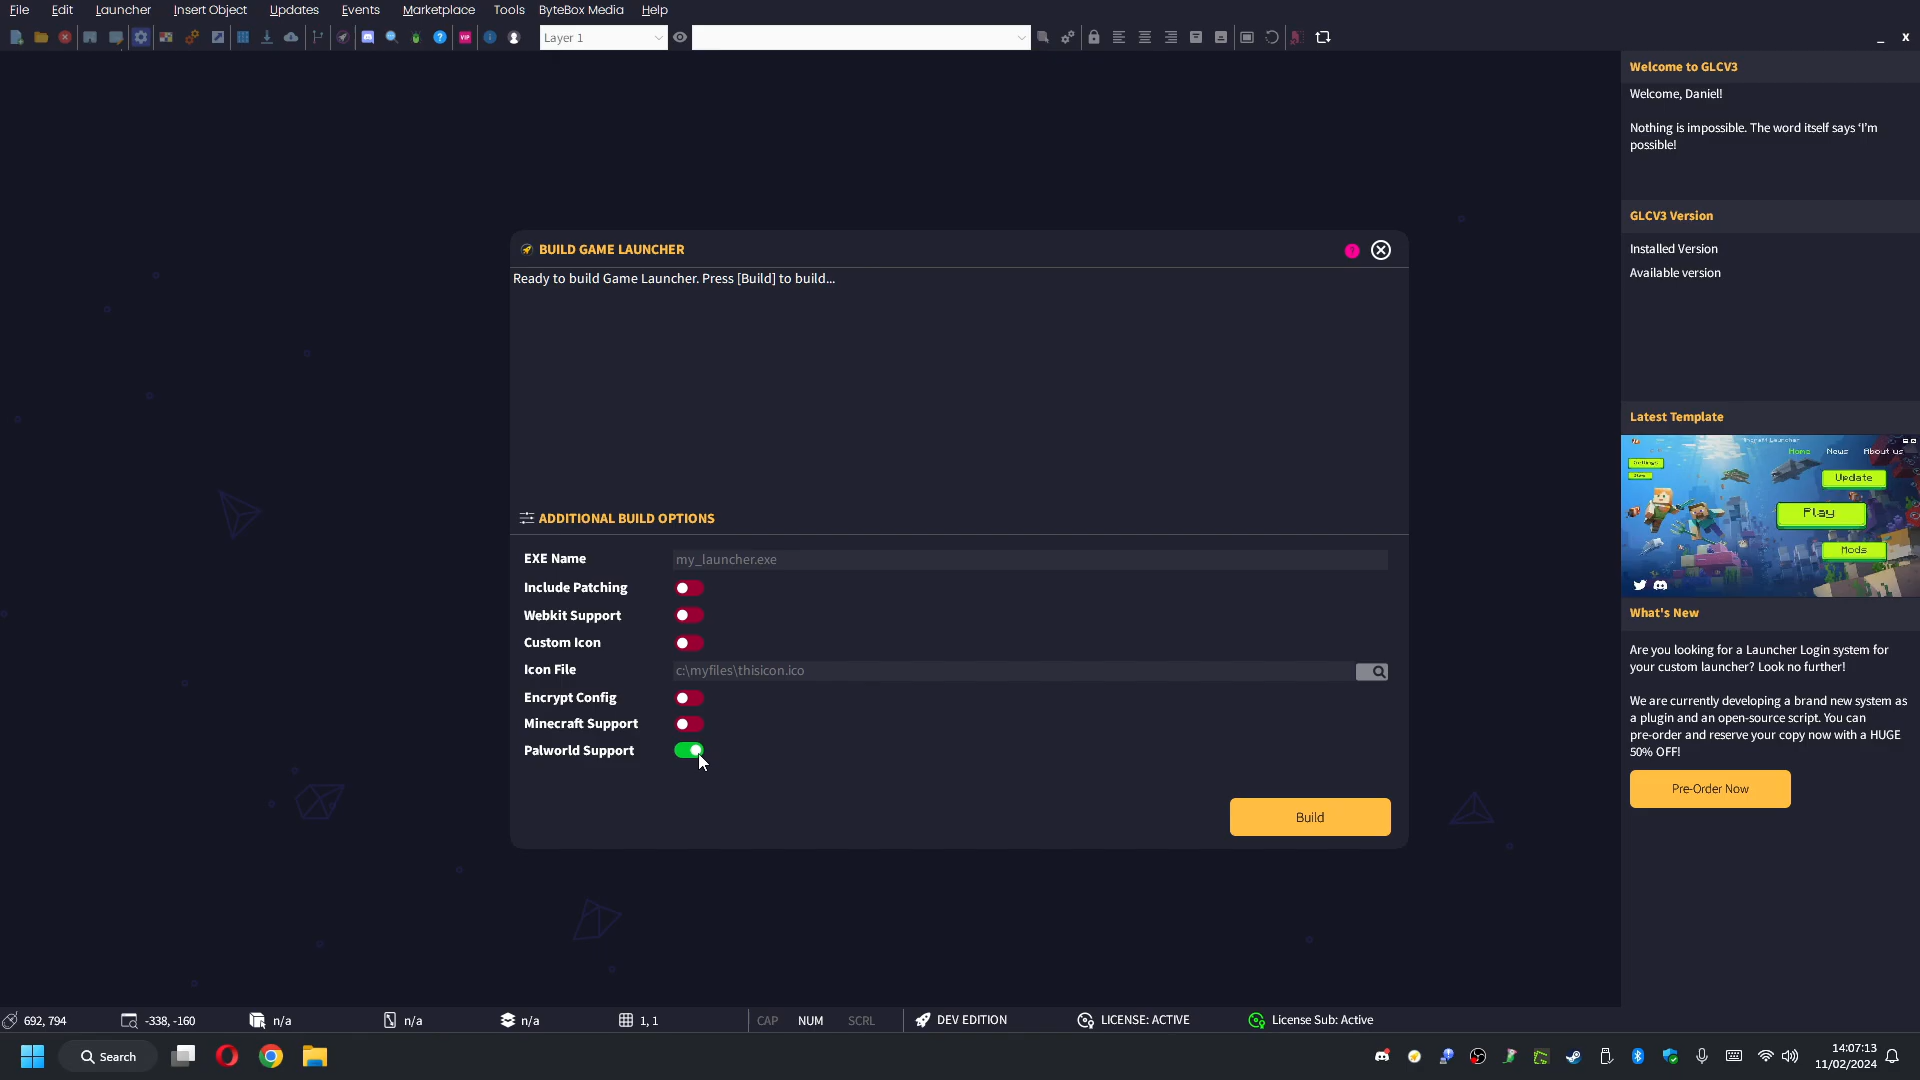 File Edit Launcher Insert Object Updates Events Marketplace Tools ByteBox Media Help
VIP Layer 1
_ x
Welcome to GLCV3
Welcome, Daniel!
Nothing is impossible. The word itself says ‘I’m
possible!
GLCV3 Version
Installed Version
Available version
BUILD GAME LAUNCHER
?
Ready to build Game Launcher. Press [Build] to build...
ADDITIONAL BUILD OPTIONS
EXE Name my_launcher.exe
Include Patching
Webkit Support
Custom Icon
Icon File c:\myfiles\thisicon.ico
Encrypt Config
Minecraft Support
Palworld Support
Build
Latest Template
Home News About us
Update
Play
Mods
What's New
Are you looking for a Launcher Login system for
your custom launcher? Look no further!
We are currently developing a brand new system as
a plugin and an open-source script. You can
pre-order and reserve your copy now with a HUGE
50% OFF!
Pre-Order Now
692, 794 -338, -160 n/a n/a n/a 1, 1 CAP NUM SCRL DEV EDITION LICENSE: ACTIVE License Sub: Active
Search
14:07:13
11/02/2024